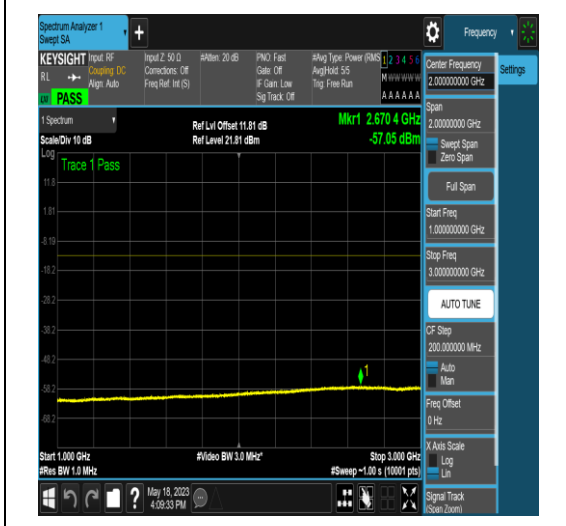 Spectrum Analyzer 1
Swept SA
+
Frequency
KEYSIGHT
Input: RF
Coupling: DC
Align: Auto
Input Z: 50 Ω
Corrections: Off
Freq Ref: Int (S)
#Atten: 20 dB
PNO: Fast
Gate: Off
IF Gain: Low
Sig Track: Off
#Avg Type: Power (RMS
Avg|Hold: 5/5
Trig: Free Run
1 2 3 4 5 6
M W W W W W
A A A A A A
R L
PASS
Center Frequency
2.000000000 GHz
Settings
Span
2.00000000 GHz
Swept Span
Zero Span
Full Span
Start Freq
1.000000000 GHz
Stop Freq
3.000000000 GHz
AUTO TUNE
CF Step
200.000000 MHz
Auto
Man
Freq Offset
0 Hz
X Axis Scale
Log
Lin
Signal Track
(Span Zoom)
1 Spectrum
Scale/Div 10 dB
Ref Lvl Offset 11.81 dB
Ref Level 21.81 dBm
Mkr1 2.670 4 GHz
-57.05 dBm
Log
Trace 1 Pass
11.8
1.81
-8.19
-18.2
-28.2
-38.2
-48.2
-58.2
-68.2
1
Start 1.000 GHz
#Res BW 1.0 MHz
#Video BW 3.0 MHz*
Stop 3.000 GHz
#Sweep ~1.00 s (10001 pts)
?
May 18, 2023
4:09:33 PM